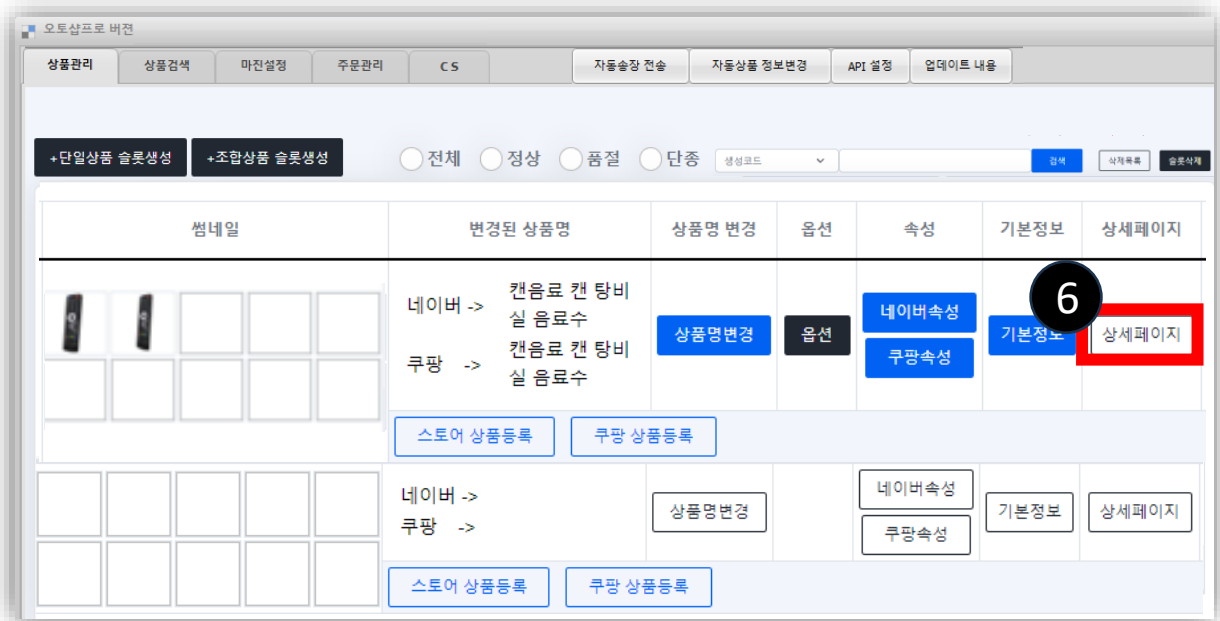 오토샵프로 버젼
상품관리 상품검색 마진설정 주문관리 C S 자동송장 전송 자동상품 정보변경 API 설정 업데이트 내용
+단일상품 슬롯생성 +조합상품 슬롯생성 전체 정상 품절 단종 생성코드 검색 삭제목록 슬롯삭제
썸네일 변경된 상품명 상품명 변경 옵션 속성 기본정보 상세페이지
6
네이버 -> 캔음료 캔 탕비
실 음료수
쿠팡 -> 캔음료 캔 탕비
실 음료수
상품명변경 옵션 네이버속성 쿠팡속성 기본정보 상세페이지
스토어 상품등록 쿠팡 상품등록
네이버 ->
쿠팡 ->
상품명변경 네이버속성 쿠팡속성 기본정보 상세페이지
스토어 상품등록 쿠팡 상품등록